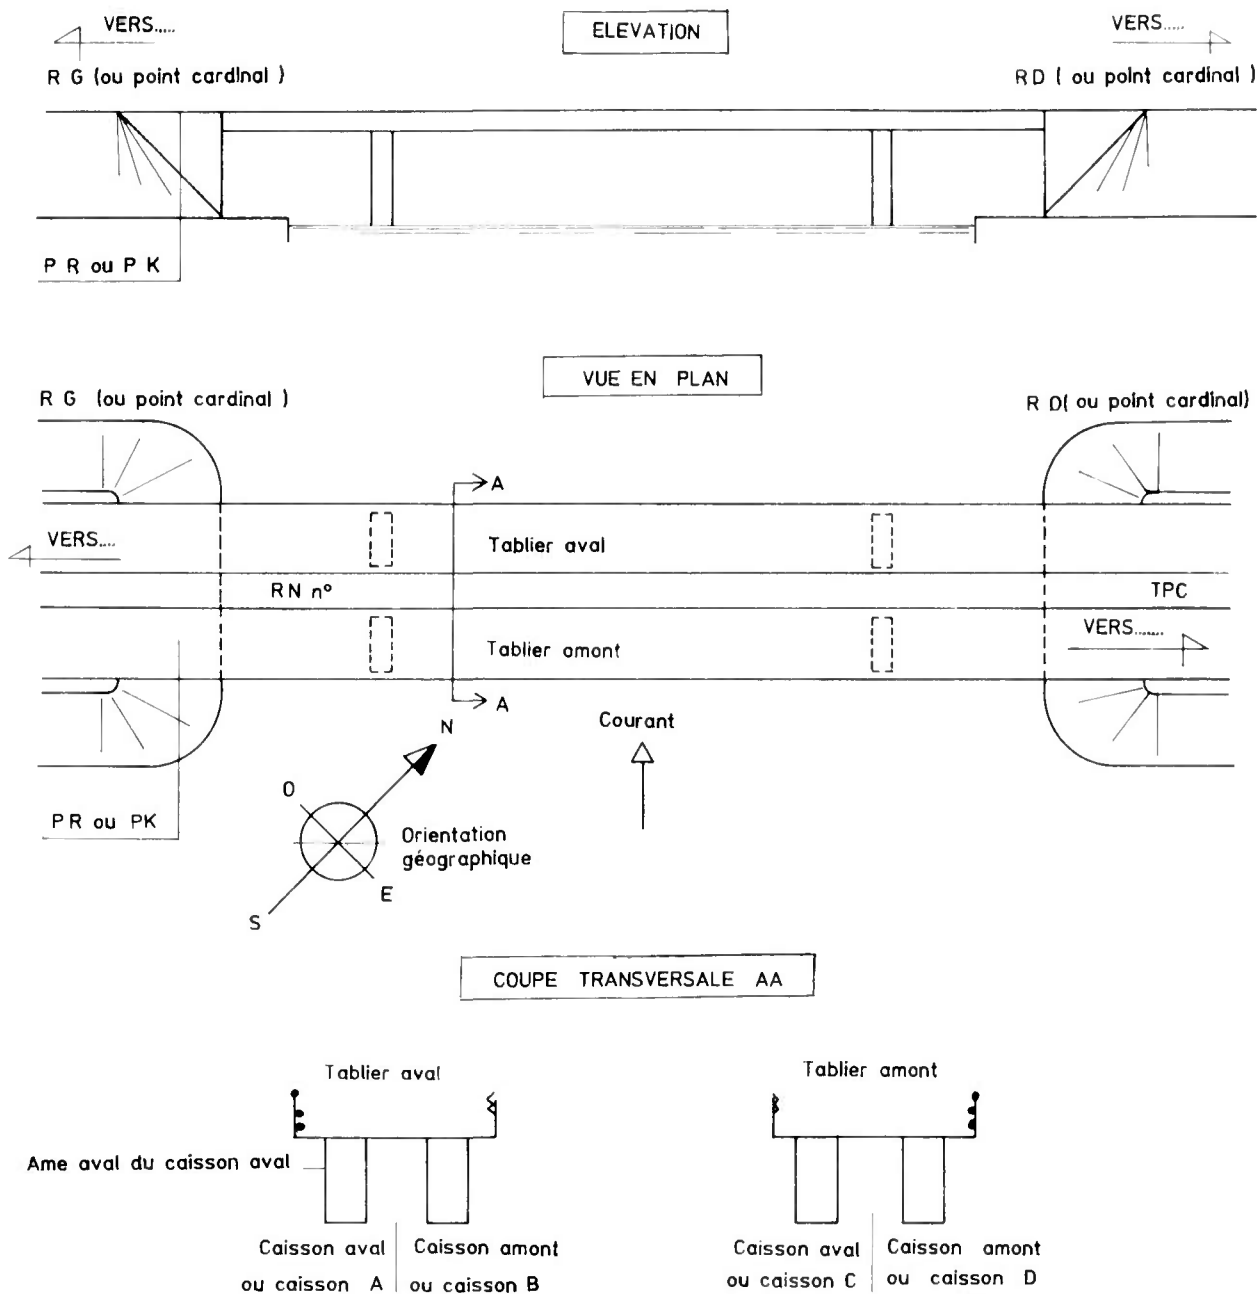 VERS.....
ELEVATION
VERS.....
R G (ou point cardinal)
RD (ou point cardinal)
P R ou P K
VUE EN PLAN
R G (ou point cardinal)
R D (ou point cardinal)
A
VERS.....
Tablier aval
RN n°
TPC
VERS.......
Tablier amont
A
Courant
N
O
PR ou PK
Orientation
géographique
E
S
COUPE TRANSVERSALE AA
Tablier aval
Tablier amont
Ame aval du caisson aval
Caisson aval
ou caisson A
Caisson amont
ou caisson B
Caisson aval
ou caisson C
Caisson amont
ou caisson D